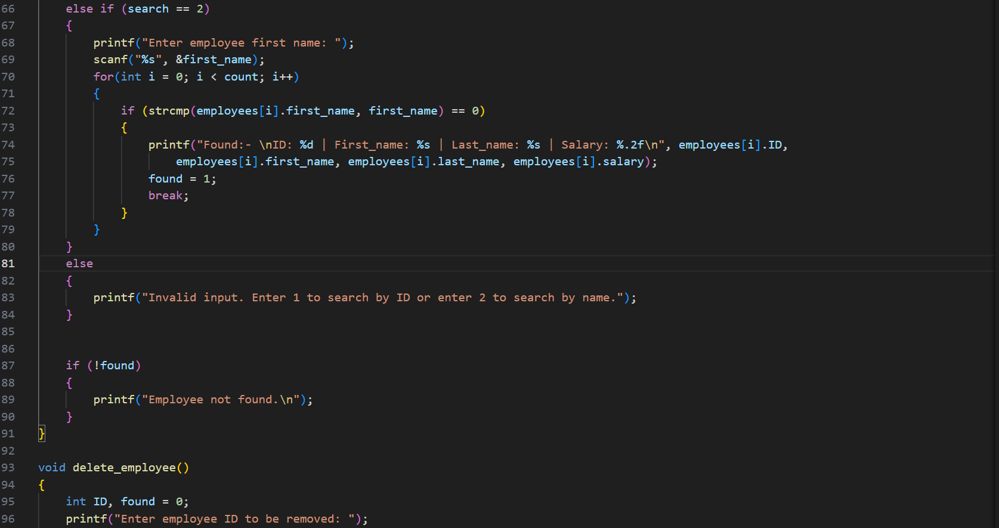 66 else if (search == 2)
67 {
68 printf("Enter employee first name: ");
69 scanf("%s", &first_name);
70 for(int i = 0; i < count; i++)
71 {
72 if (strcmp(employees[i].first_name, first_name) == 0)
73 {
74 printf("Found:- \nID: %d | First_name: %s | Last_name: %s | Salary: %.2f\n", employees[i].ID,
75 employees[i].first_name, employees[i].last_name, employees[i].salary);
76 found = 1;
77 break;
78 }
79 }
80 }
81 else
82 {
83 printf("Invalid input. Enter 1 to search by ID or enter 2 to search by name.");
84 }
85
86
87 if (!found)
88 {
89 printf("Employee not found.\n");
90 }
91 }
92
93 void delete_employee()
94 {
95 int ID, found = 0;
96 printf("Enter employee ID to be removed: ");